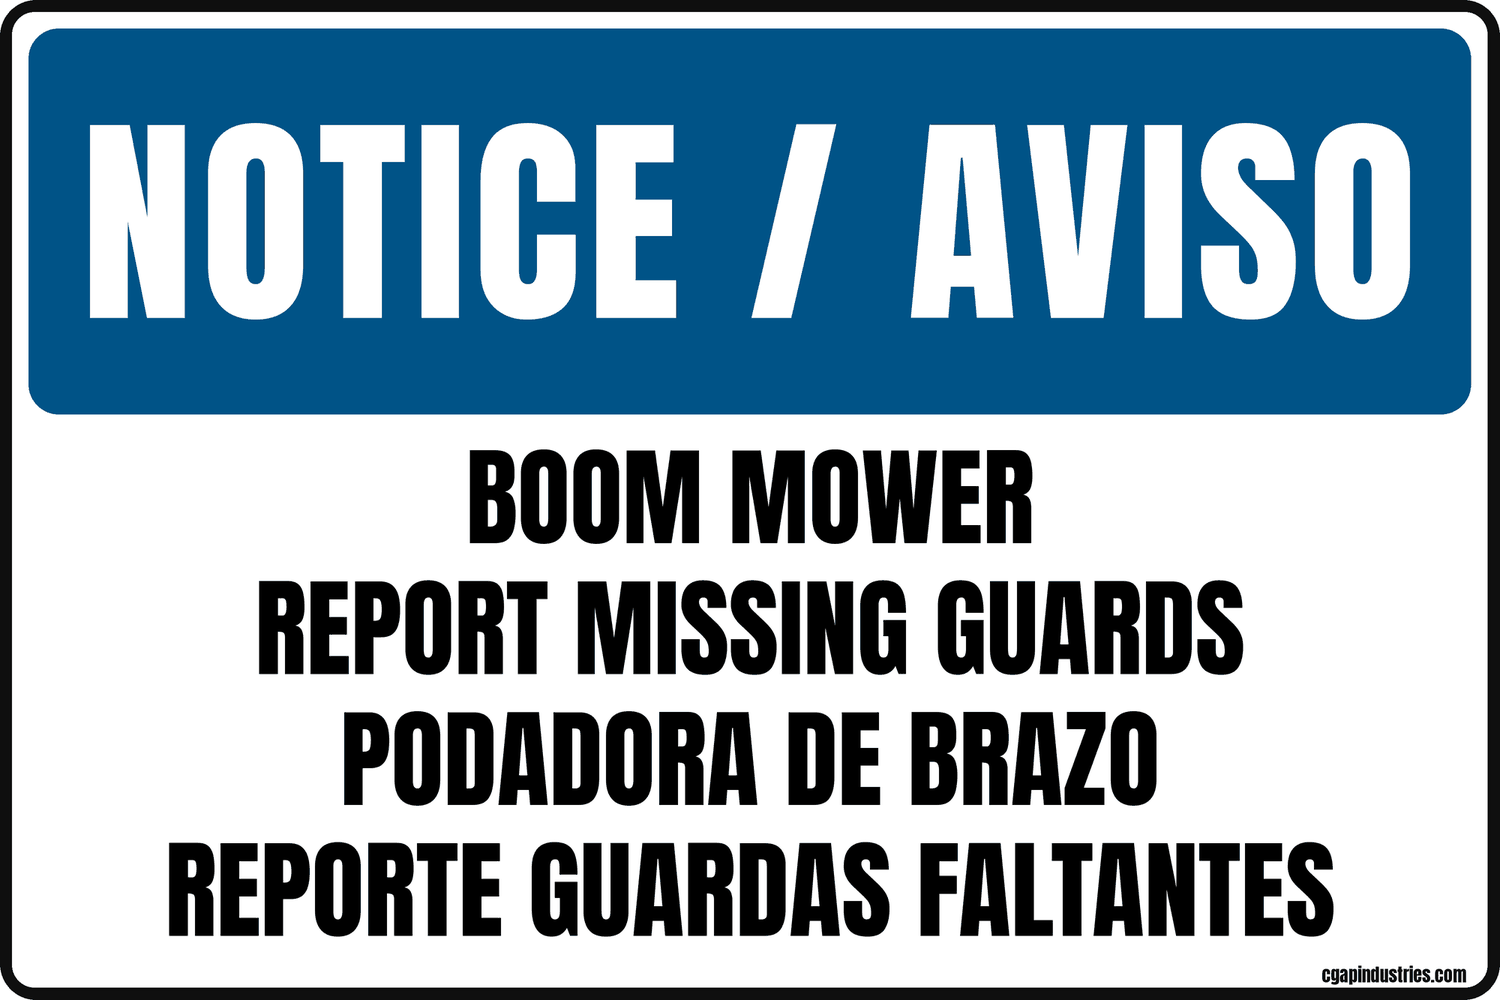 NOTICE / AVISO
BOOM MOWER
REPORT MISSING GUARDS
PODADORA DE BRAZO
REPORTE GUARDAS FALTANTES
cgapindustries.com